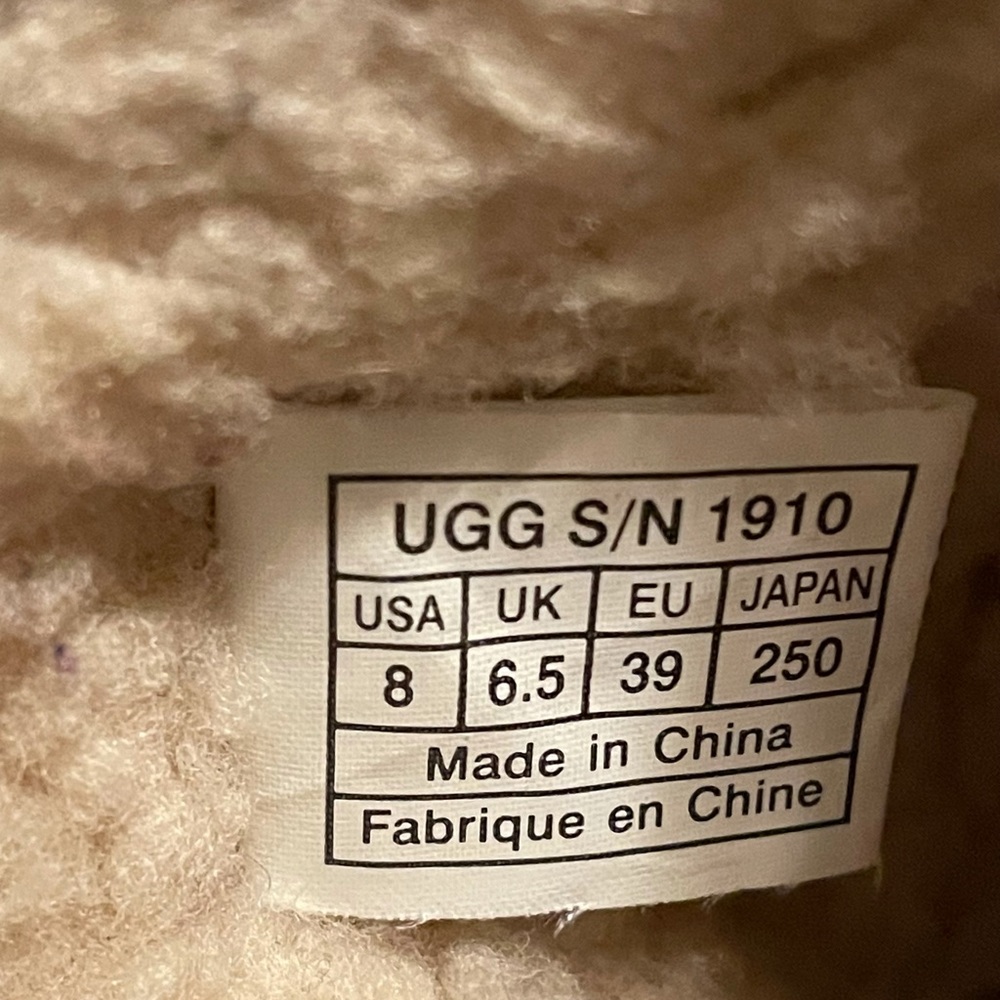 UGG S/N 1910
USA UK EU JAPAN
8 6.5 39 250
Made in China
Fabrique en Chine